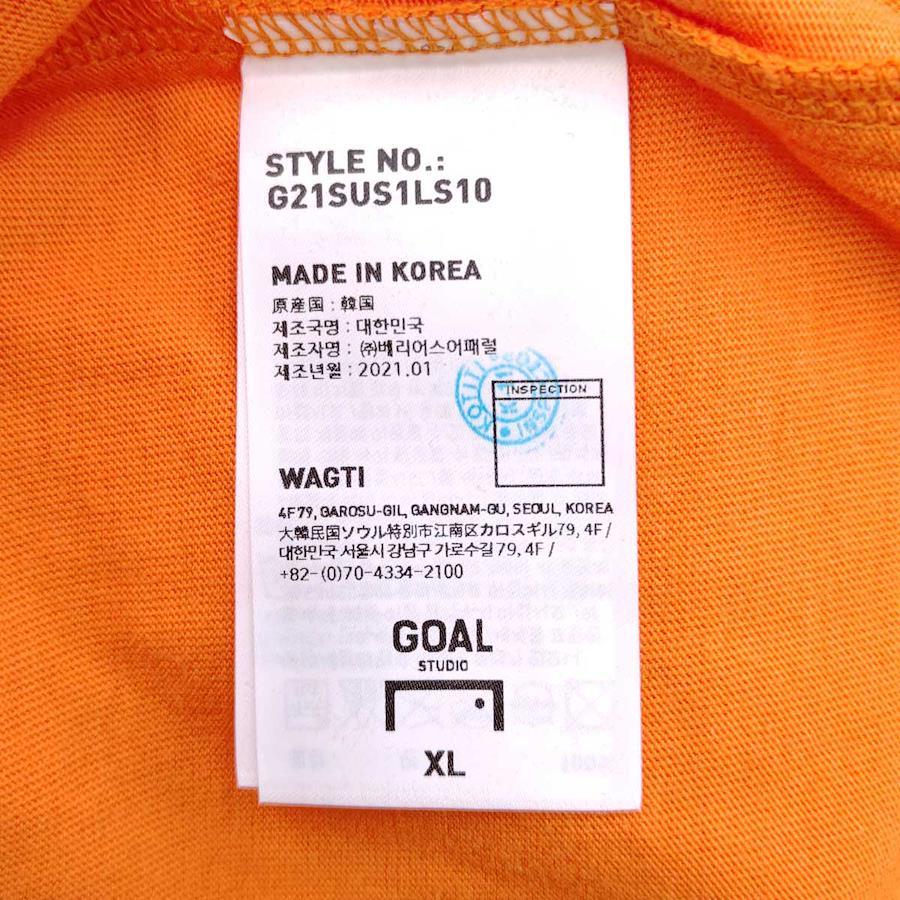 STYLE NO.:
G21SUS1LS10
MADE IN KOREA
原産国 : 韓国
제조국명 : 대한민국
제조자명 : ㈜베리어스어패럴
제조년월 : 2021.01
INSPECTION
KOTITI
WAGTI
4F 79, GAROSU-GIL, GANGNAM-GU, SEOUL, KOREA
大韓民国ソウル特別市江南区カロスギル79, 4F /
대한민국 서울시 강남구 가로수길 79, 4F /
+82-(0)70-4334-2100
GOAL
STUDIO
XL